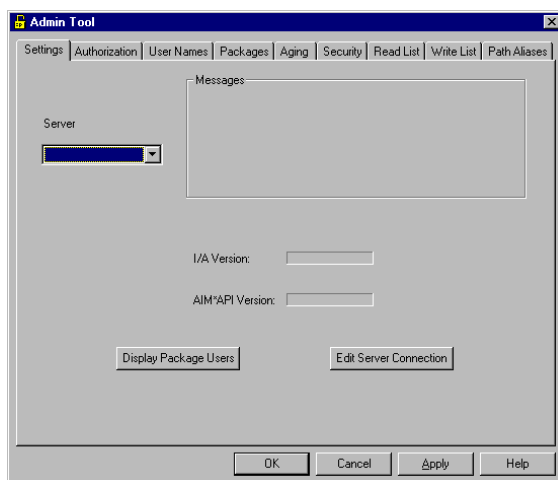 Admin Tool
Settings Authorization User Names Packages Aging Security Read List Write List Path Aliases
Messages
Server
I/A Version:
AIM*API Version:
Display Package Users Edit Server Connection
OK Cancel Apply Help